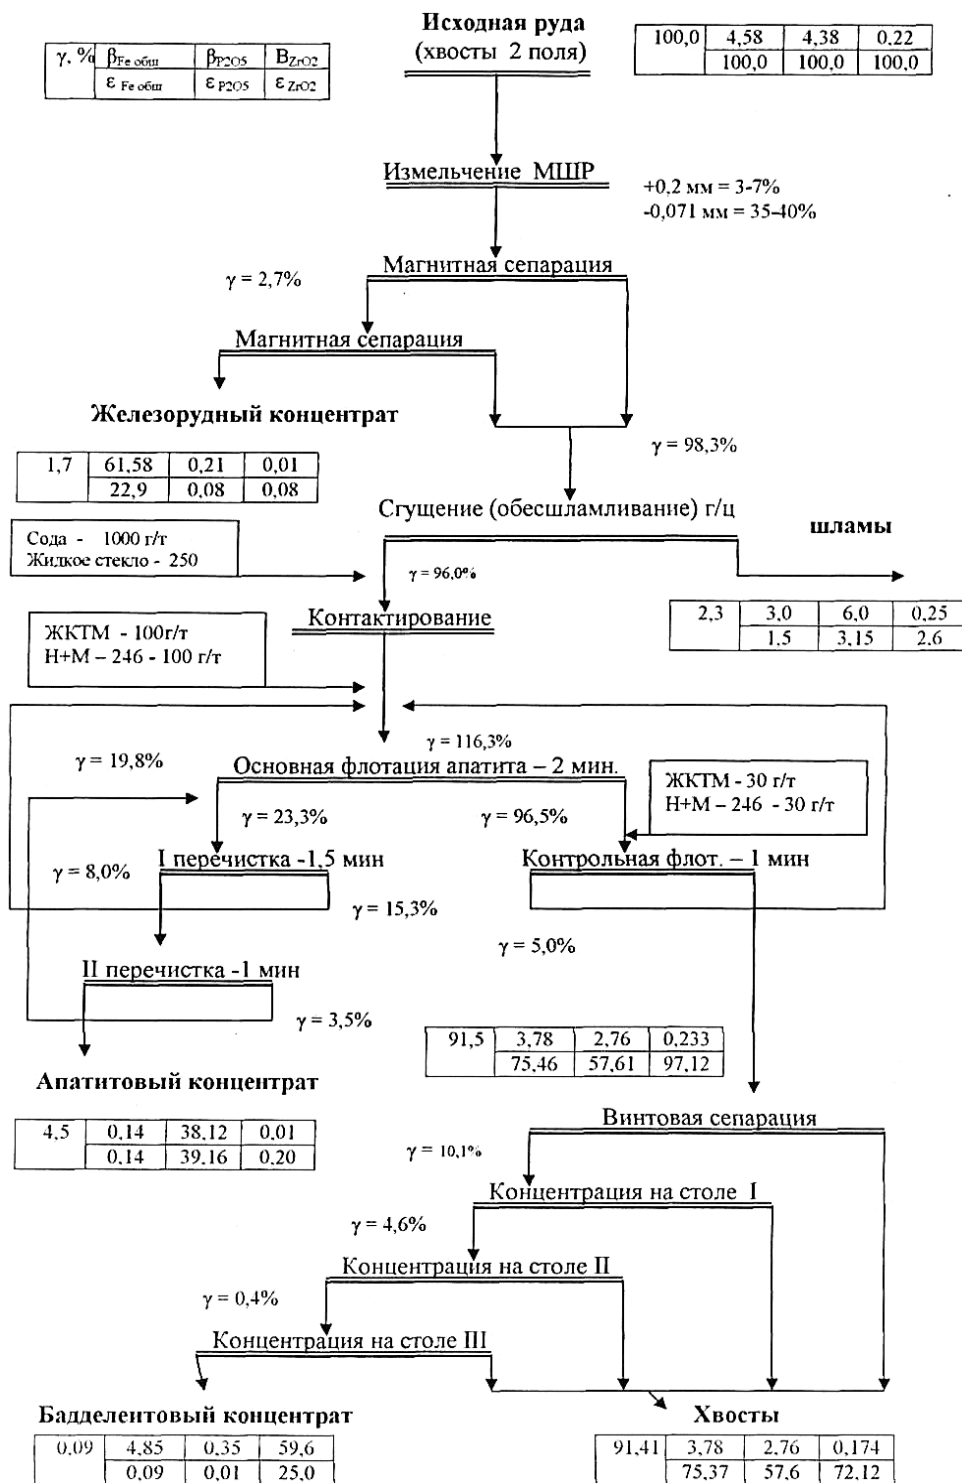 Исходная руда
(хвосты 2 поля)
γ, % βFe общ βP2O5 ВZrO2
ε Fe общ ε P2O5 ε ZrO2
100,0 4,58 4,38 0,22
100,0 100,0 100,0
Измельчение МШР
+0,2 мм = 3-7%
-0,071 мм = 35-40%
Магнитная сепарация
γ = 2,7%
Магнитная сепарация
Железорудный концентрат
γ = 98,3%
1,7 61,58 0,21 0,01
22,9 0,08 0,08
Сгущение (обесшламливание) г/ц
шламы
Сода - 1000 г/т
Жидкое стекло - 250
γ = 96,0%
2,3 3,0 6,0 0,25
1,5 3,15 2,6
Контактирование
ЖКТМ - 100г/т
Н+М – 246 - 100 г/т
γ = 116,3%
γ = 19,8%
Основная флотация апатита – 2 мин.
ЖКТМ - 30 г/т
Н+М – 246 - 30 г/т
γ = 23,3%
γ = 96,5%
I перечистка -1,5 мин
Контрольная флот. – 1 мин
γ = 8,0%
γ = 15,3%
γ = 5,0%
II перечистка -1 мин
γ = 3,5%
91,5 3,78 2,76 0,233
75,46 57,61 97,12
Апатитовый концентрат
4,5 0,14 38,12 0,01
0,14 39,16 0,20
Винтовая сепарация
γ = 10,1%
Концентрация на столе I
γ = 4,6%
Концентрация на столе II
γ = 0,4%
Концентрация на столе III
Бадделеитовый концентрат
Хвосты
0,09 4,85 0,35 59,6
0,09 0,01 25,0
91,41 3,78 2,76 0,174
75,37 57,6 72,12